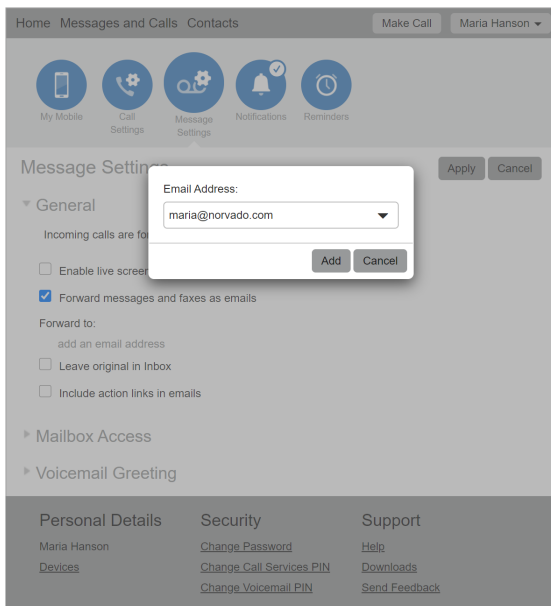 Home Messages and Calls Contacts Make Call Maria Hanson
My Mobile
Call
Settings
Message
Settings
Notifications
Reminders
Message Settings Apply Cancel
Email Address:
maria@norvado.com
Add Cancel
General
Incoming calls are for
Enable live screen
Forward messages and faxes as emails
Forward to:
add an email address
Leave original in Inbox
Include action links in emails
Mailbox Access
Voicemail Greeting
Personal Details Security Support
Maria Hanson Change Password Help
Devices Change Call Services PIN Downloads
Change Voicemail PIN Send Feedback